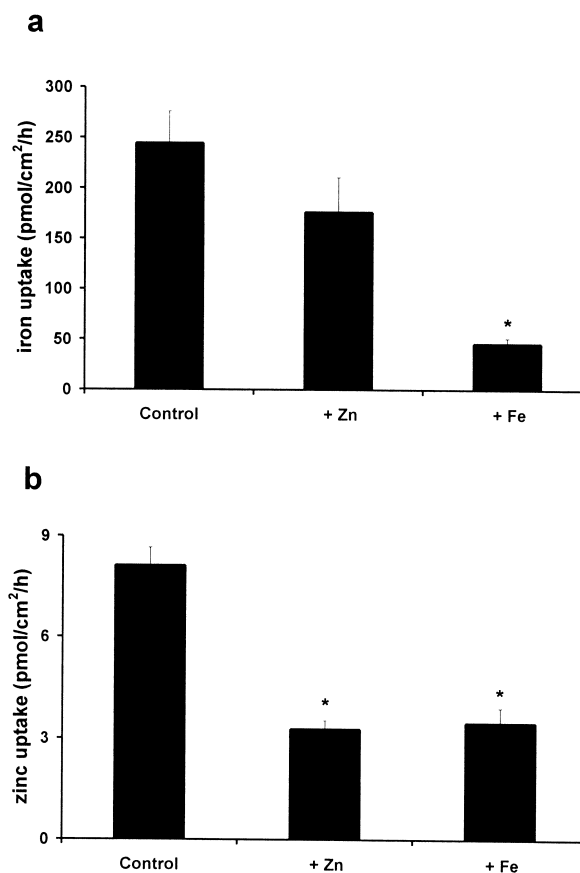 a
iron uptake (pmol/cm²/h)
300
250
200
150
100
50
0
*
Control
+ Zn
+ Fe
b
zinc uptake (pmol/cm²/h)
9
6
3
0
*
*
Control
+ Zn
+ Fe